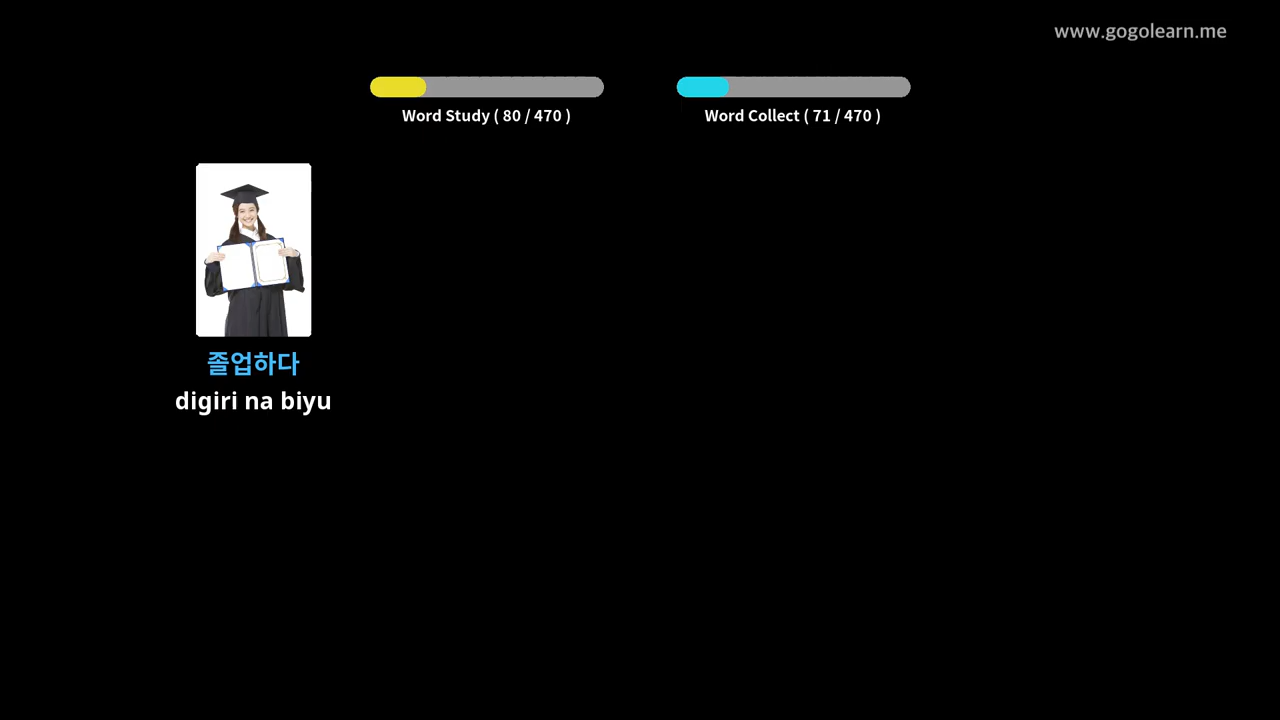 www.gogolearn.me
Word Study ( 80 / 470 )
Word Collect ( 71 / 470 )
졸업하다
digiri na biyu